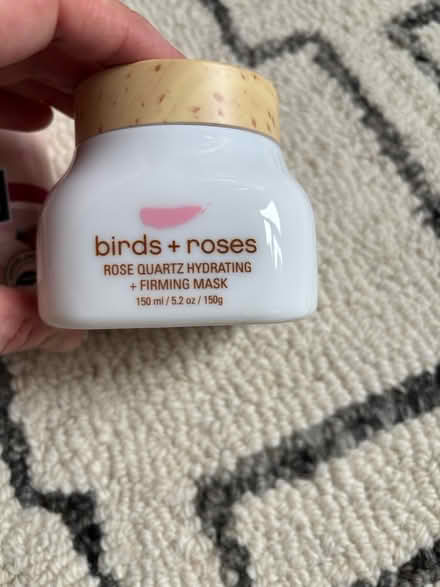 birds + roses
ROSE QUARTZ HYDRATING
+ FIRMING MASK
150 ml / 5.2 oz / 150g